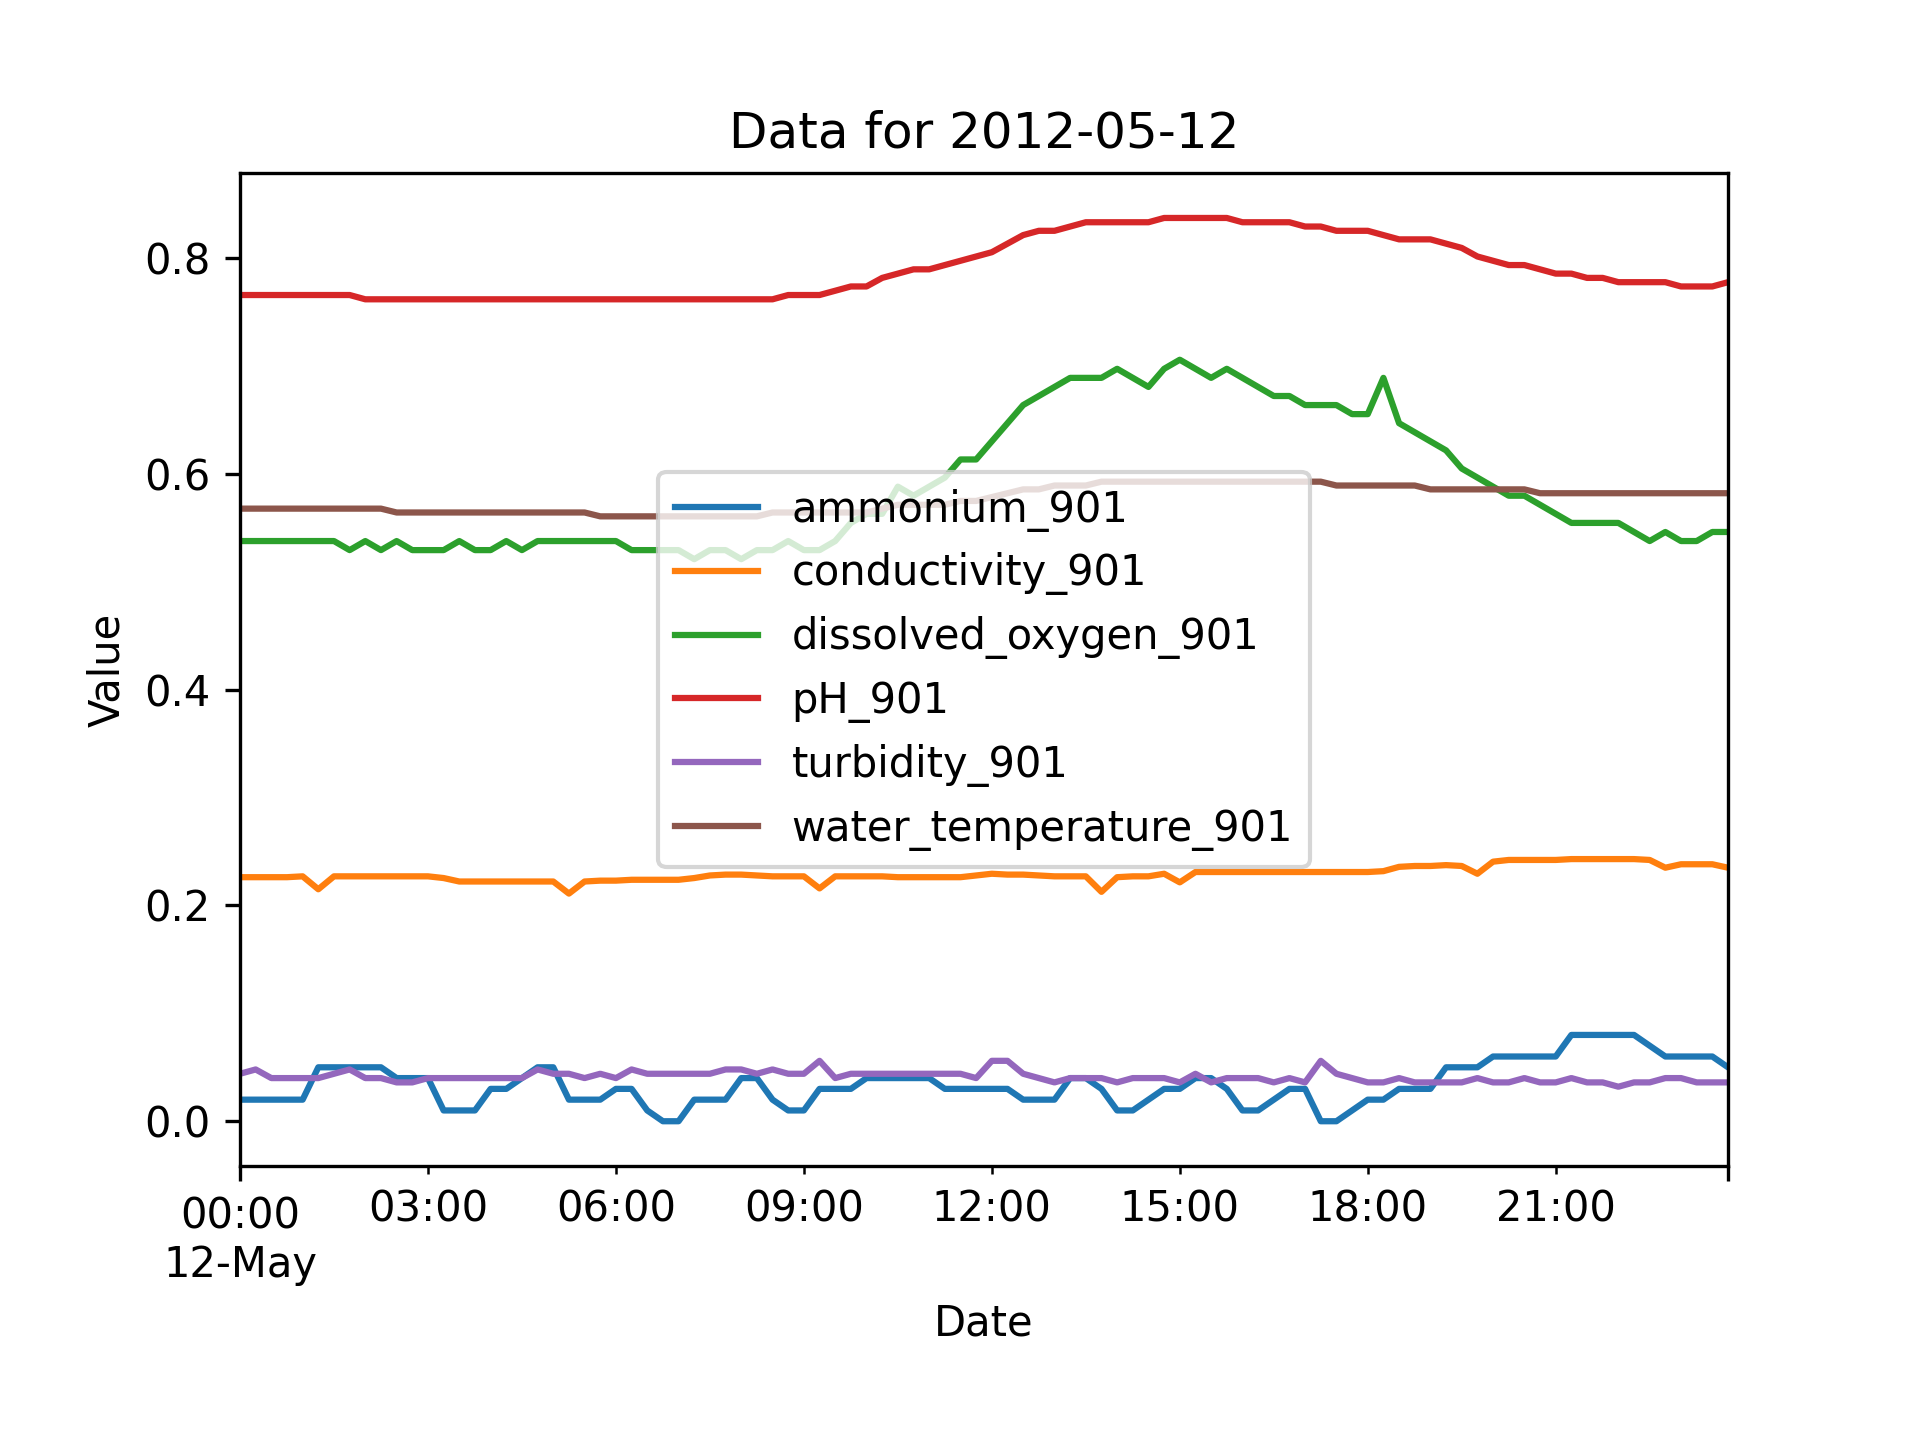 Data for 2012-05-12
0.8
0.6
0.4
0.2
0.0
Value
ammonium_901
conductivity_901
dissolved_oxygen_901
pH_901
turbidity_901
water_temperature_901
00:00 03:00 06:00 09:00 12:00 15:00 18:00 21:00
12-May
Date